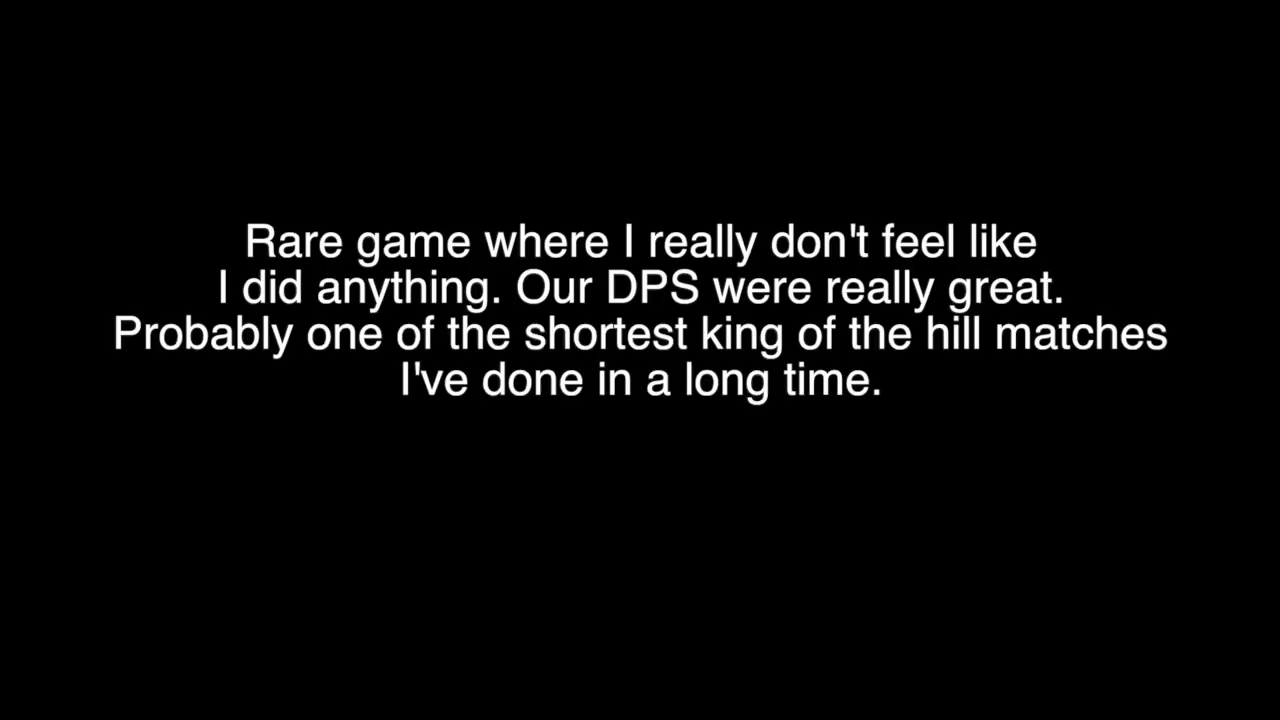 Rare game where I really don't feel like
I did anything. Our DPS were really great.
Probably one of the shortest king of the hill matches
I've done in a long time.